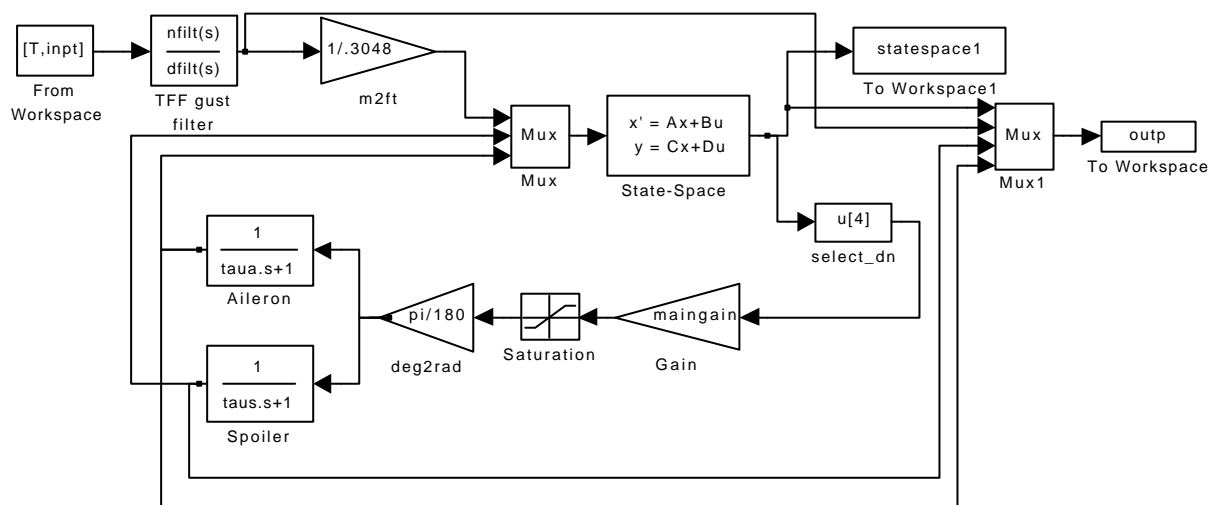 [T,inpt]
From
Workspace
nfilt(s)
dfilt(s)
TFF gust
filter
1/.3048
m2ft
Mux
Mux
x' = Ax+Bu
y = Cx+Du
State-Space
statespace1
To Workspace1
Mux
Mux1
outp
To Workspace
u[4]
select_dn
1
taua.s+1
Aileron
pi/180
deg2rad
Saturation
maingain
Gain
1
taus.s+1
Spoiler